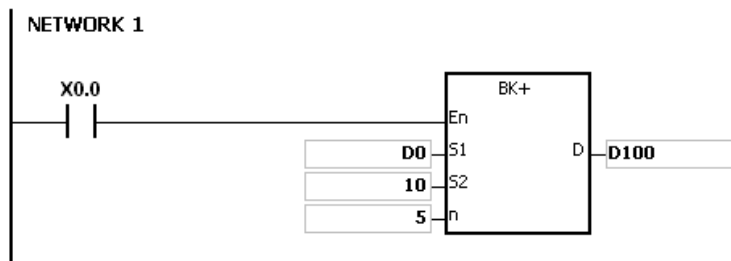 NETWORK 1
X0.0
BK+
En
D0 S1 D D100
10 S2
5 n